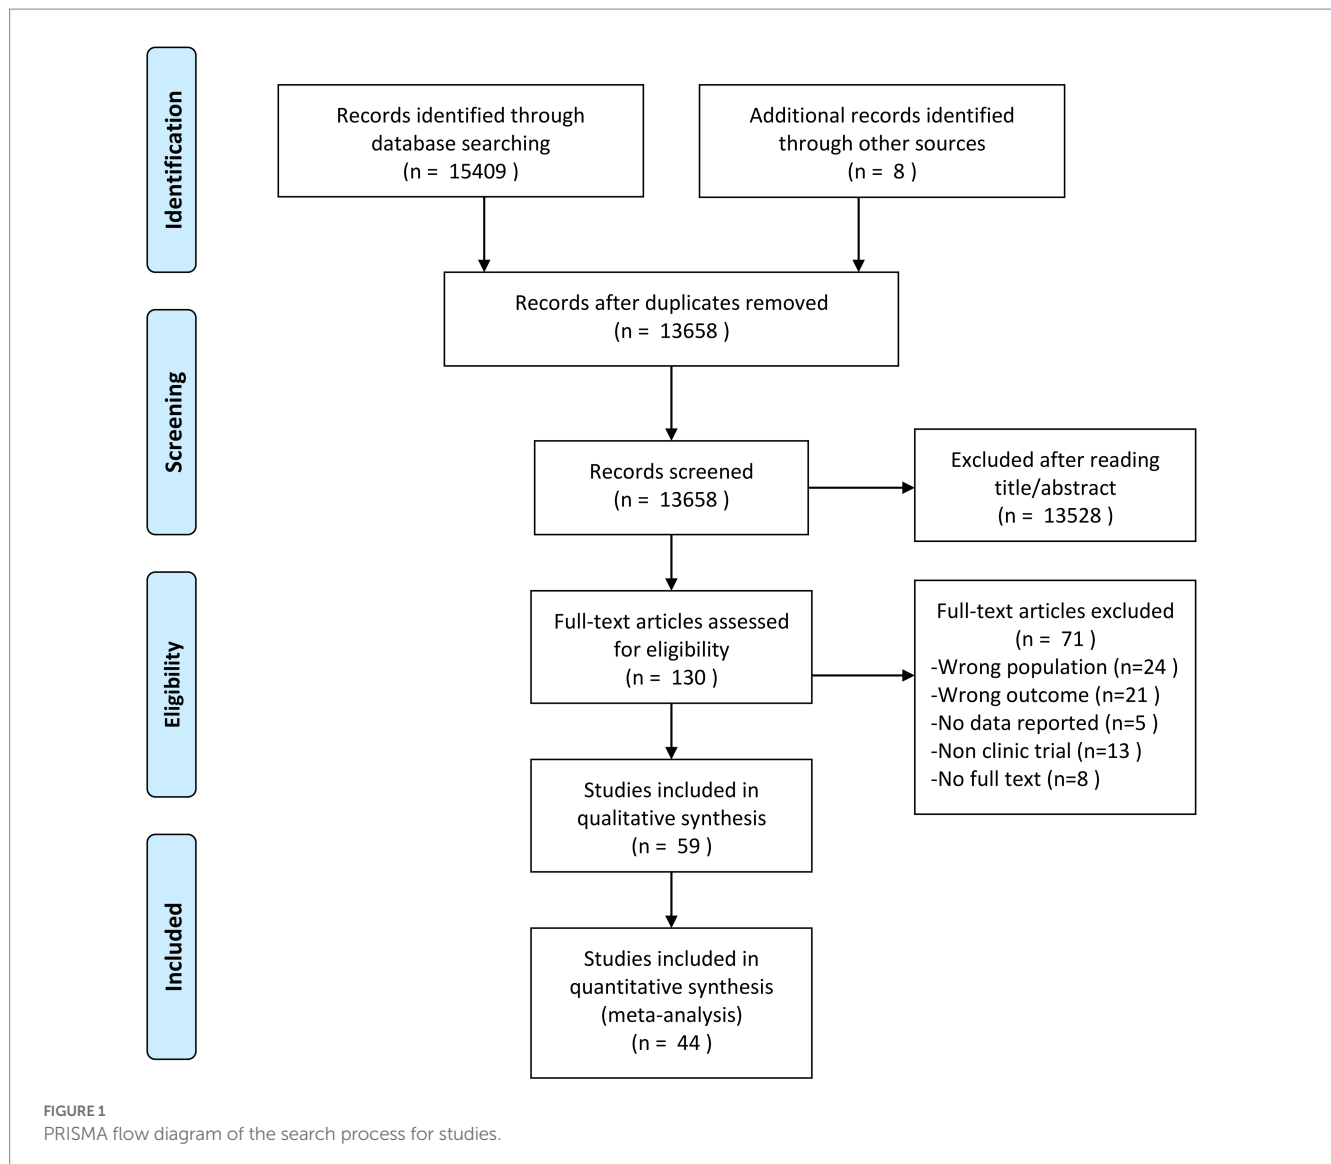 Identification
Records identified through
database searching
(n = 15409 )
Additional records identified
through other sources
(n = 8 )
Records after duplicates removed
(n = 13658 )
Screening
Records screened
(n = 13658 )
Excluded after reading
title/abstract
(n = 13528 )
Eligibility
Full-text articles assessed
for eligibility
(n = 130 )
Full-text articles excluded
(n = 71 )
-Wrong population (n=24 )
-Wrong outcome (n=21 )
-No data reported (n=5 )
-Non clinic trial (n=13 )
-No full text (n=8 )
Studies included in
qualitative synthesis
(n = 59 )
Included
Studies included in
quantitative synthesis
(meta-analysis)
(n = 44 )
FIGURE 1
PRISMA flow diagram of the search process for studies.